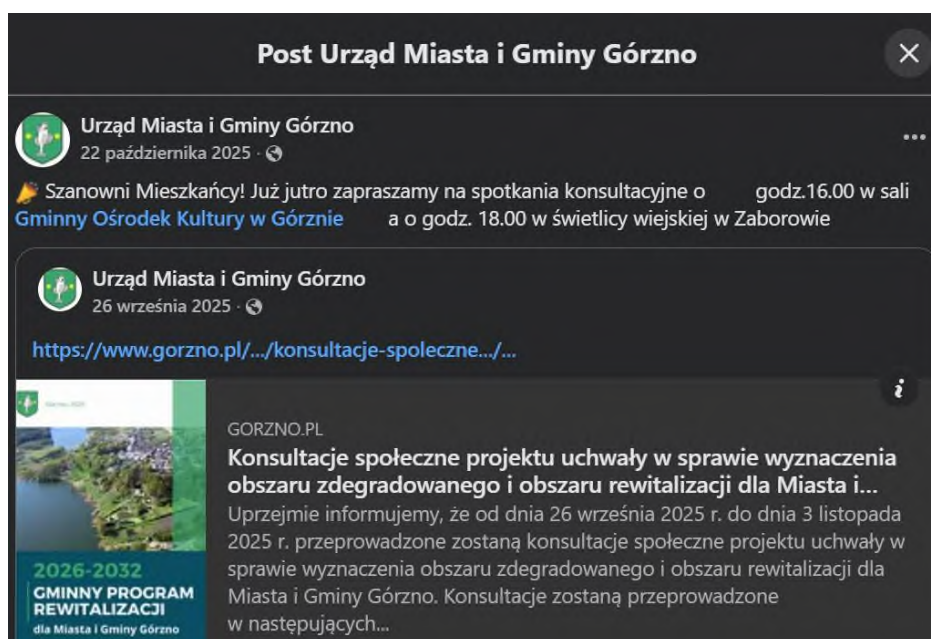 Post Urząd Miasta i Gminy Górzno
Urząd Miasta i Gminy Górzno
22 października 2025 ·
🎉 Szanowni Mieszkańcy! Już jutro zapraszamy na spotkania konsultacyjne o godz.16.00 w sali
Gminny Ośrodek Kultury w Górznie a o godz. 18.00 w świetlicy wiejskiej w Zaborowie
Urząd Miasta i Gminy Górzno
26 września 2025 ·
https://www.gorzno.pl/.../konsultacje-spoleczne.../...
GORZNO.PL
Konsultacje społeczne projektu uchwały w sprawie wyznaczenia
obszaru zdegradowanego i obszaru rewitalizacji dla Miasta i...
Uprzejmie informujemy, że od dnia 26 września 2025 r. do dnia 3 listopada
2025 r. przeprowadzone zostaną konsultacje społeczne projektu uchwały w
sprawie wyznaczenia obszaru zdegradowanego i obszaru rewitalizacji dla
Miasta i Gminy Górzno. Konsultacje zostaną przeprowadzone
w następujących...
2026-2032
GMINNY PROGRAM
REWITALIZACJI
dla Miasta i Gminy Górzno